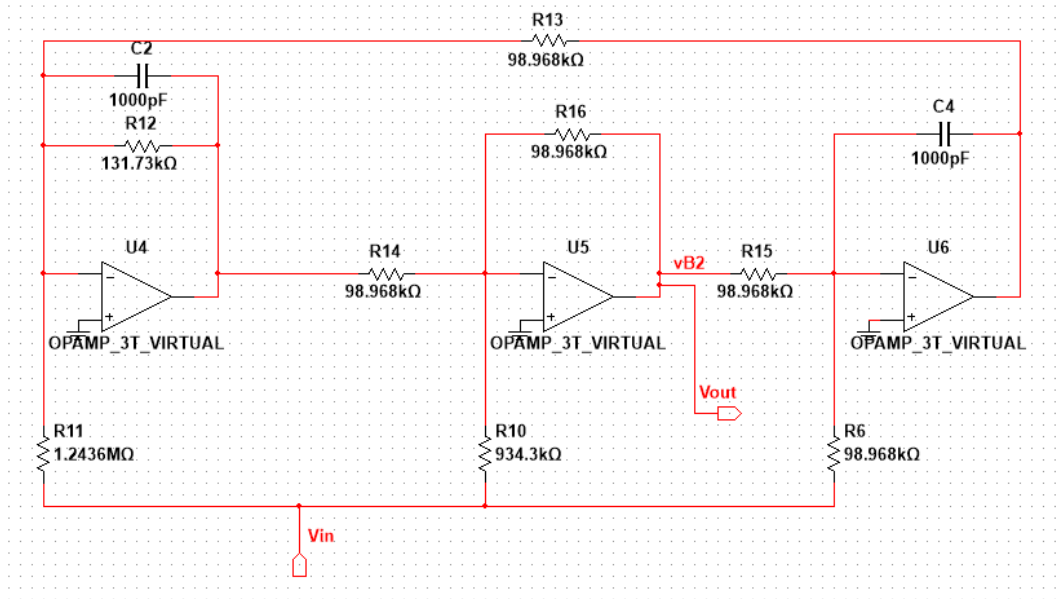 R13
98.968kΩ
C2
1000pF
R12
131.73kΩ
R16
98.968kΩ
C4
1000pF
U4
R14
98.968kΩ
U5
vB2
R15
98.968kΩ
U6
OPAMP_3T_VIRTUAL
OPAMP_3T_VIRTUAL
OPAMP_3T_VIRTUAL
Vout
R11
1.2436MΩ
R10
934.3kΩ
R6
98.968kΩ
Vin